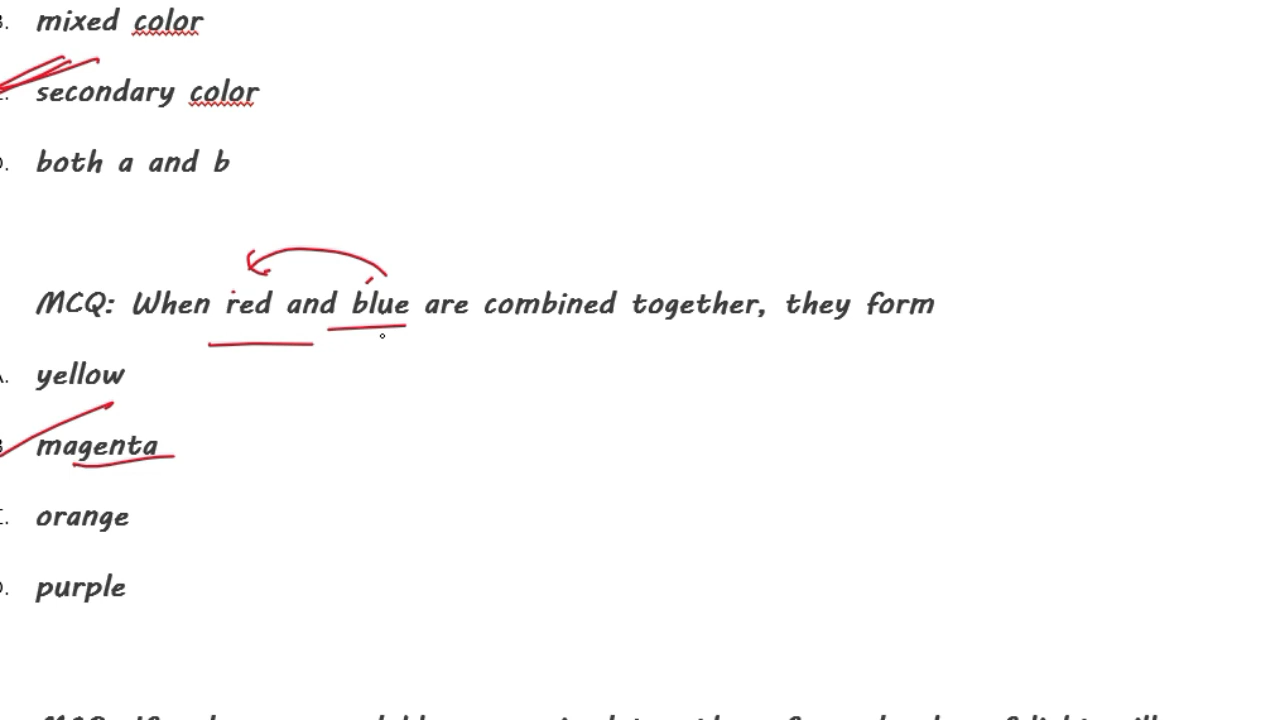 mixed color
secondary color
D. both a and b
MCQ: When red and blue are combined together, they form
A. yellow
B magenta
C. orange
D. purple